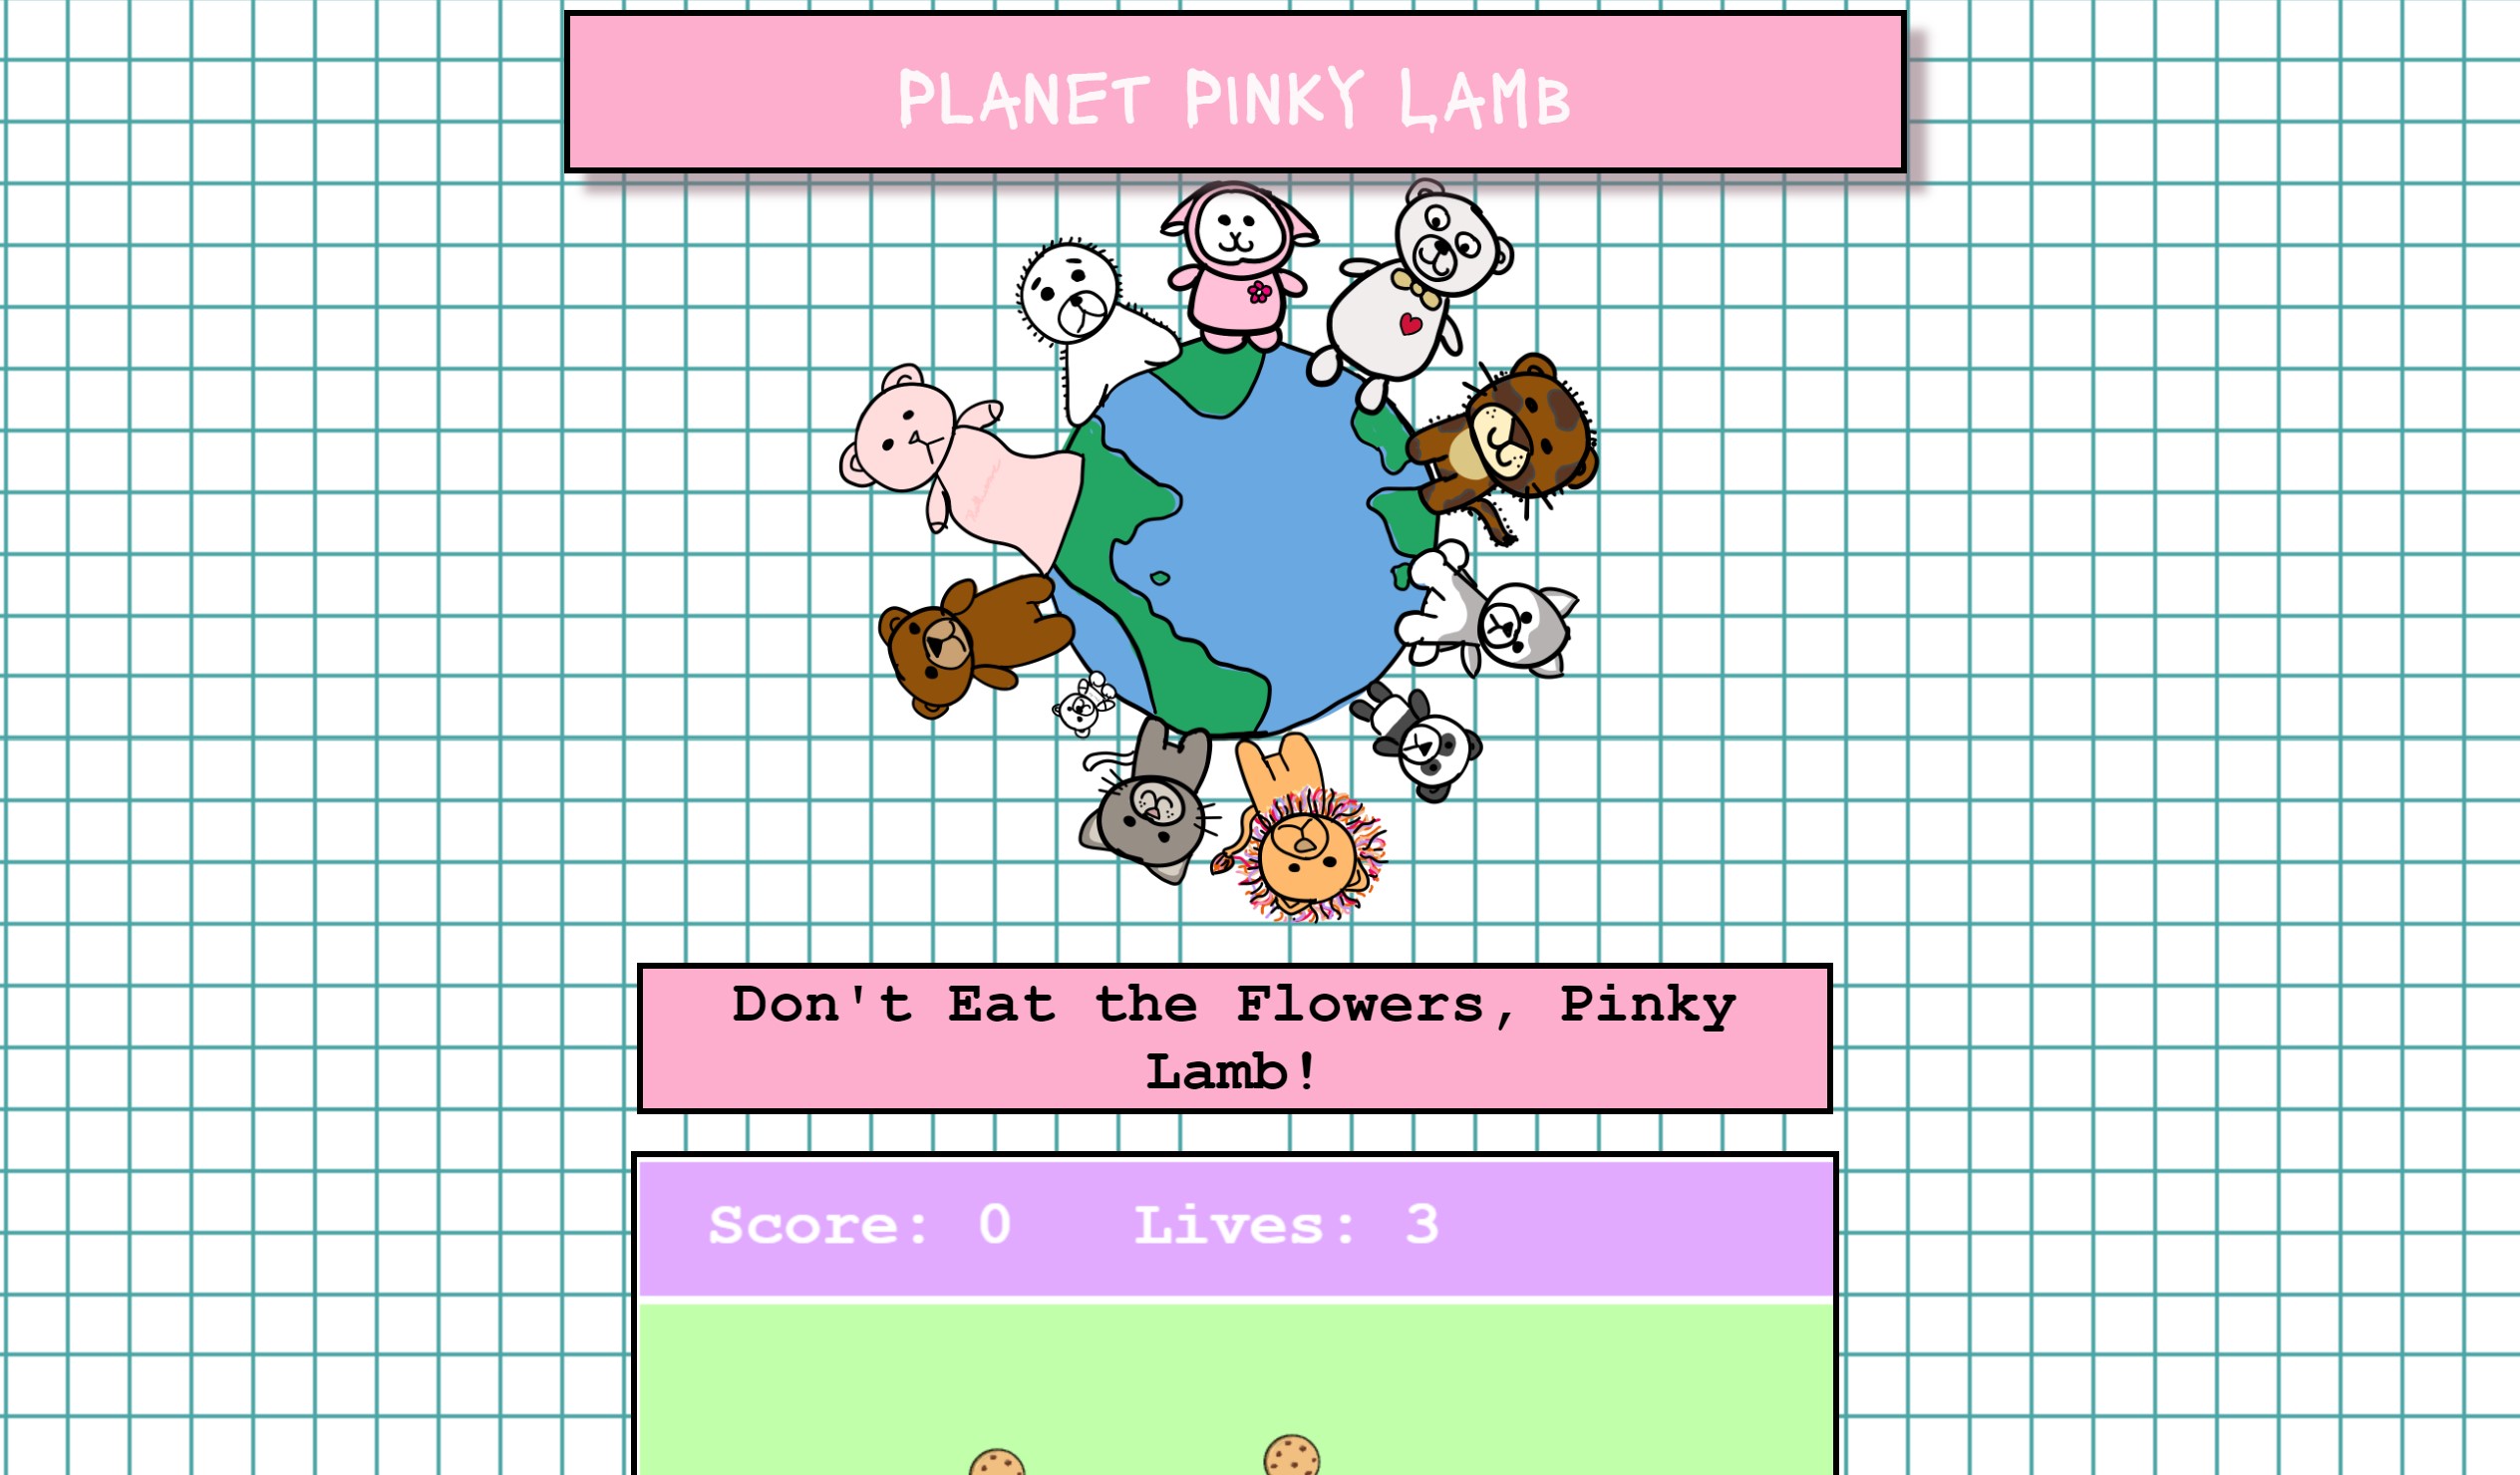 PLANET PINKY LAMB
Don't Eat the Flowers, Pinky
Lamb!
Score: 0 Lives: 3